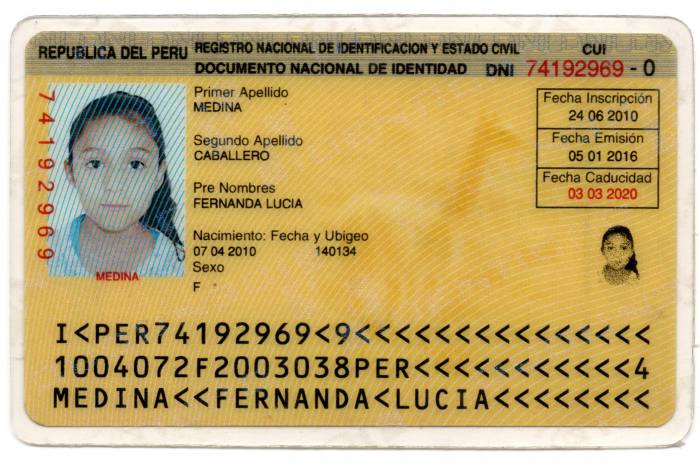 REPUBLICA DEL PERU REGISTRO NACIONAL DE IDENTIFICACION Y ESTADO CIVIL CUI
DOCUMENTO NACIONAL DE IDENTIDAD DNI 74192969 - 0
74192969
Primer Apellido
MEDINA
Segundo Apellido
CABALLERO
Pre Nombres
FERNANDA LUCIA
Nacimiento: Fecha y Ubigeo
07 04 2010 140134
Sexo
F
Fecha Inscripción
24 06 2010
Fecha Emisión
05 01 2016
Fecha Caducidad
03 03 2020
MEDINA
I<PER74192969<9<<<<<<<<<<<<<<<
1004072F2003038PER<<<<<<<<<<<4
MEDINA<<FERNANDA<LUCIA<<<<<<<<